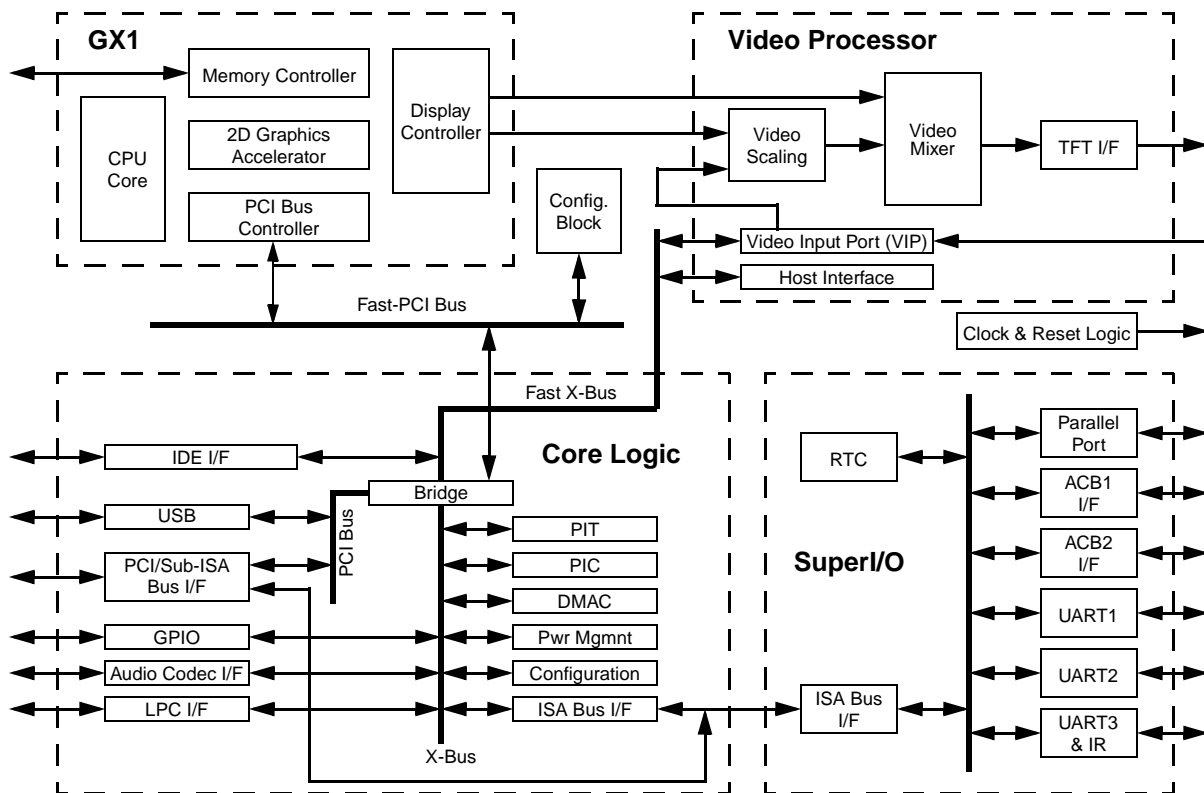 GX1
Memory Controller
CPU
Core
2D Graphics
Accelerator
PCI Bus
Controller
Display
Controller
Config.
Block
Video Processor
Video
Scaling
Video
Mixer
TFT I/F
Video Input Port (VIP)
Host Interface
Fast-PCI Bus
Clock & Reset Logic
Fast X-Bus
Core Logic
IDE I/F
Bridge
USB
PCI Bus
PCI/Sub-ISA
Bus I/F
GPIO
Audio Codec I/F
LPC I/F
PIT
PIC
DMAC
Pwr Mgmnt
Configuration
ISA Bus I/F
X-Bus
SuperI/O
RTC
ISA Bus
I/F
Parallel
Port
ACB1
I/F
ACB2
I/F
UART1
UART2
UART3
& IR